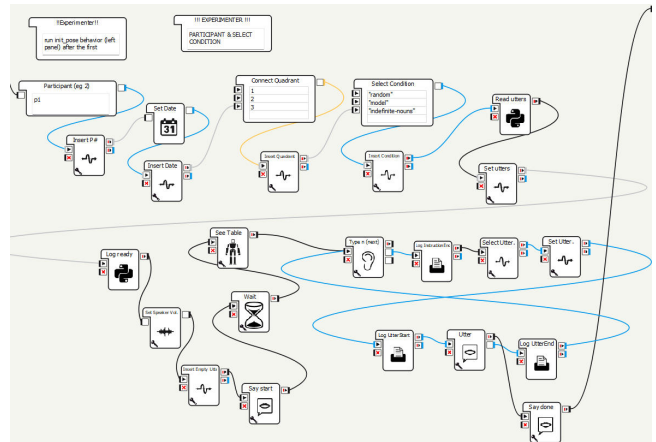 !!Experimenter!!
run init_pose behavior (left
panel) after the first
!!! EXPERIMENTER !!!
PARTICIPANT & SELECT
CONDITION
Participant (eg 2)
p1
Set Date
31
Insert P#
Insert Date
Connect Quadrant
1
2
3
Insert Quadrant
Select Condition
"random"
"model"
"indefinite-nouns"
Insert Condition
Read utters
Set utters
Log ready
Set Speaker Vol.
Insert Empty Utte
Say start
Wait
See Table
Type n (next)
Log InstructionEnd
Select Utter.
Set Utter.
Log UtterStart
Utter
Log UtterEnd
Say done